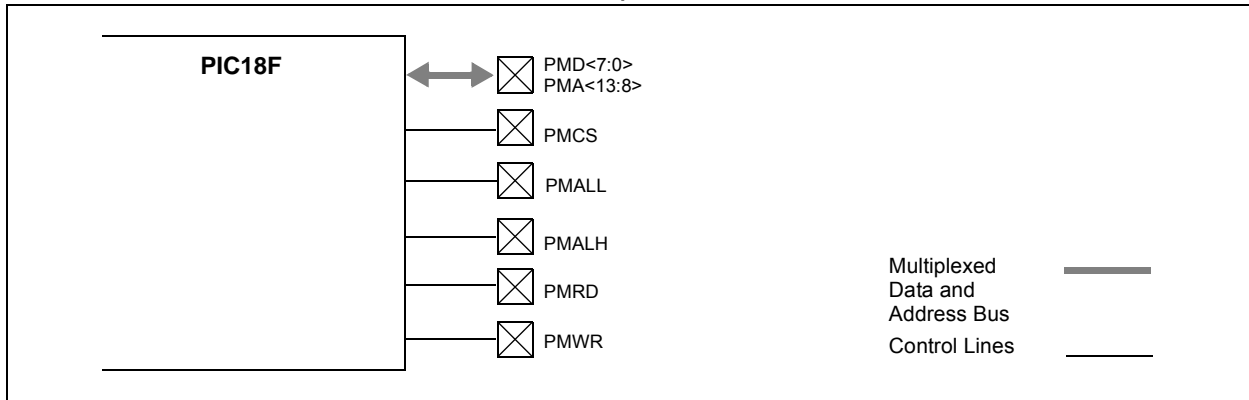 PIC18F
PMD<7:0>
PMA<13:8>
PMCS
PMALL
PMALH
PMRD
PMWR
Multiplexed
Data and
Address Bus
Control Lines